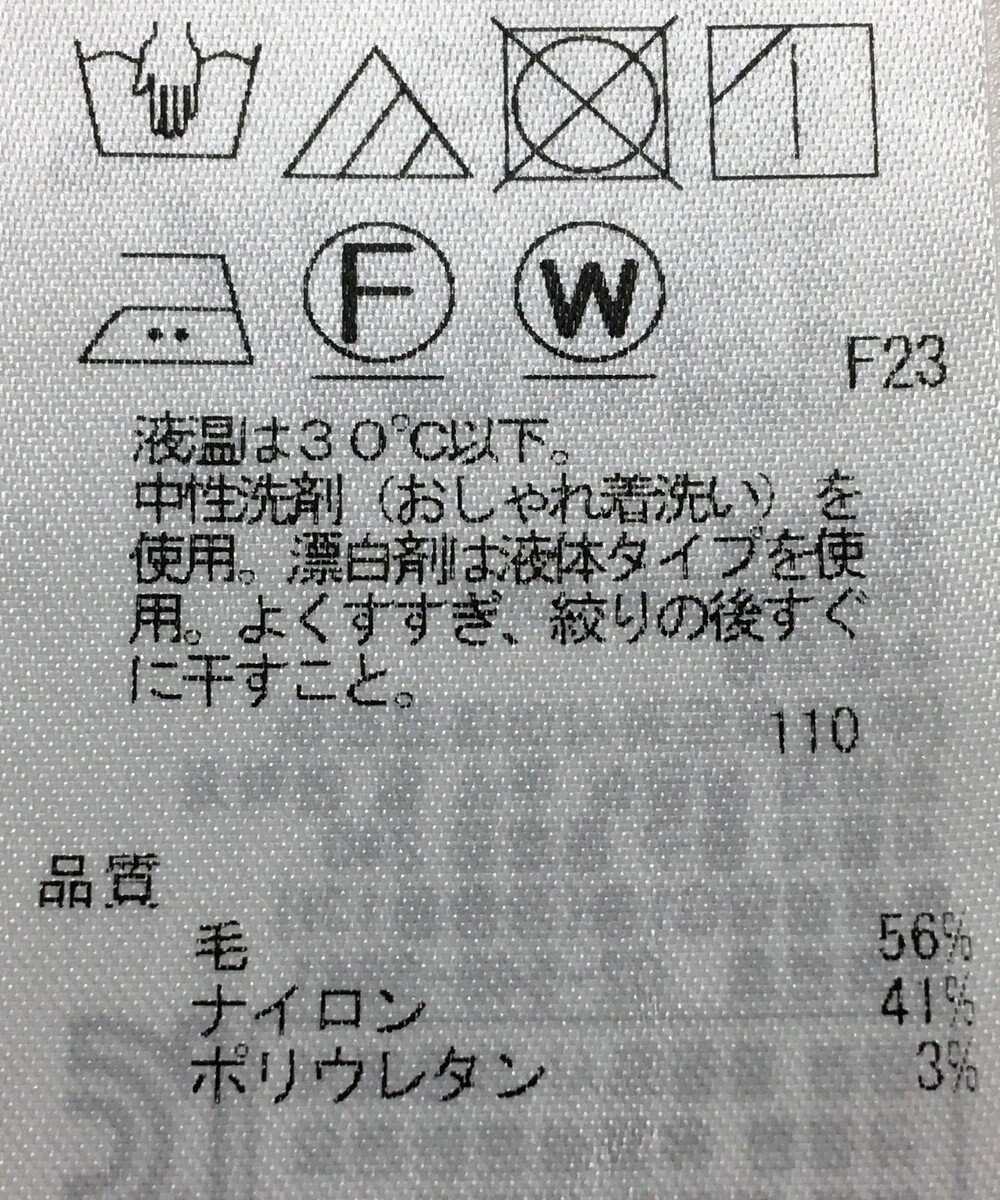 F
W
F23
液温は３０℃以下。
中性洗剤（おしゃれ着洗い）を
使用。漂白剤は液体タイプを使
用。よくすすぎ、絞りの後すぐ
に干すこと。
110
品質
毛 56%
ナイロン 41%
ポリウレタン 3%